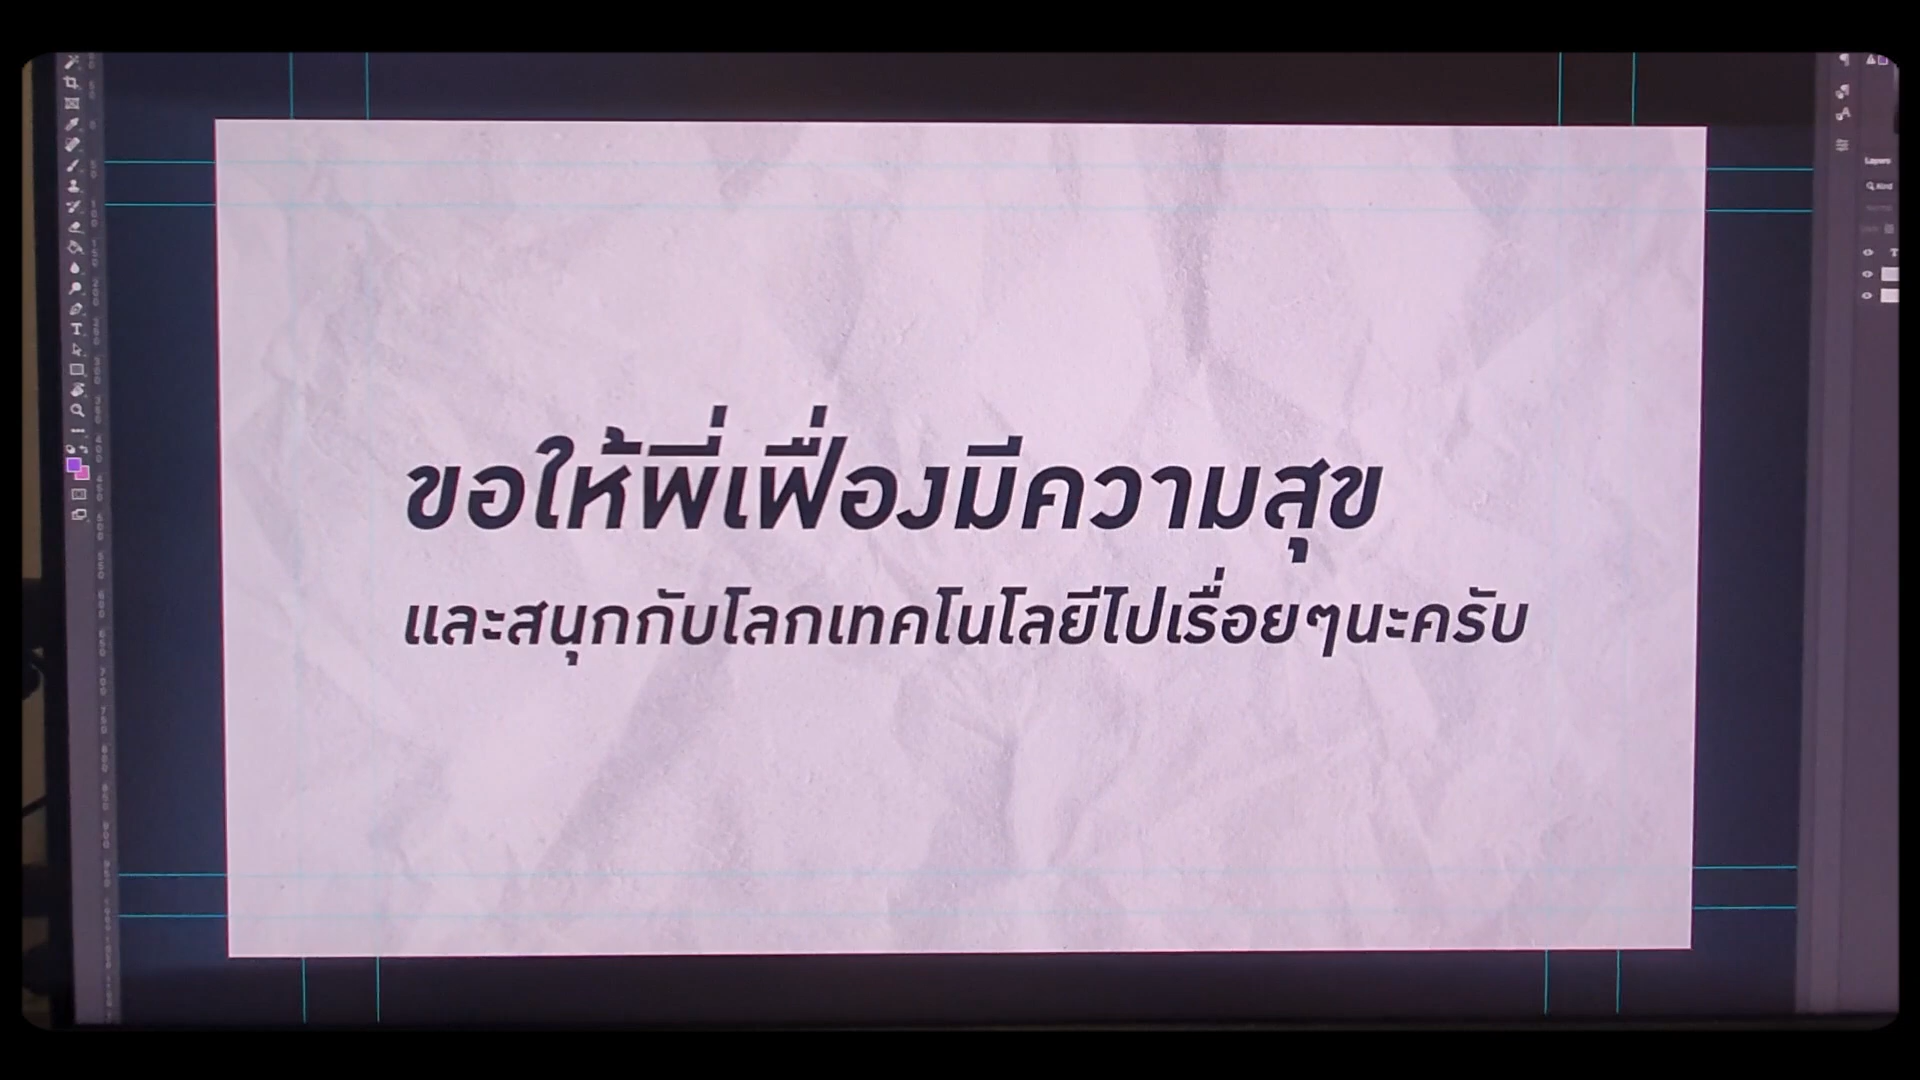 ขอให้พี่เฟื่องมีความสุข
และสนุกกับโลกเทคโนโลยีไปเรื่อยๆนะครับ
Layers
Kind